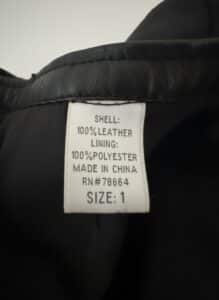 SHELL:
100%LEATHER
LINING:
100%POLYESTER
MADE IN CHINA
RN#78664
SIZE: 1